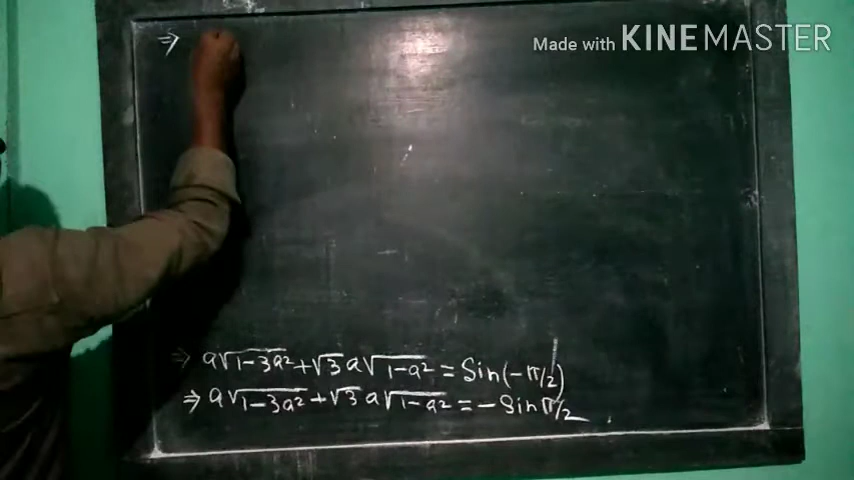 Made with KINEMASTER
⇒
⇒ a√1-3a² + √3 a√1-a² = Sin(-π/2)
⇒ a√1-3a² + √3 a√1-a² = - Sin π/2